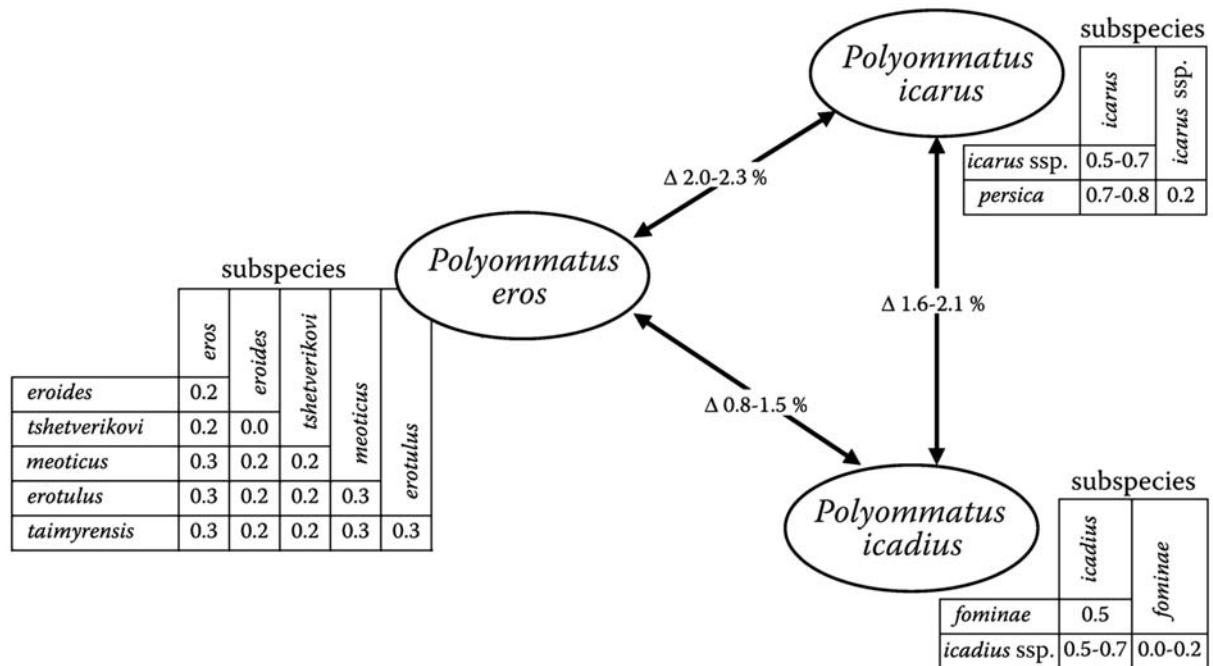 Polyommatus
icarus
subspecies
icarus
icarus ssp.
icarus ssp. 0.5-0.7
persica 0.7-0.8 0.2
Δ 2.0-2.3 %
Polyommatus
eros
Δ 1.6-2.1 %
subspecies
eros
eroides
tshetverikovi
meoticus
erotulus
eroides 0.2
tshetverikovi 0.2 0.0
meoticus 0.3 0.2 0.2
erotulus 0.3 0.2 0.2 0.3
taimyrensis 0.3 0.2 0.2 0.3 0.3
Δ 0.8-1.5 %
Polyommatus
icadius
subspecies
icadius
fominae
fominae 0.5
icadius ssp. 0.5-0.7 0.0-0.2